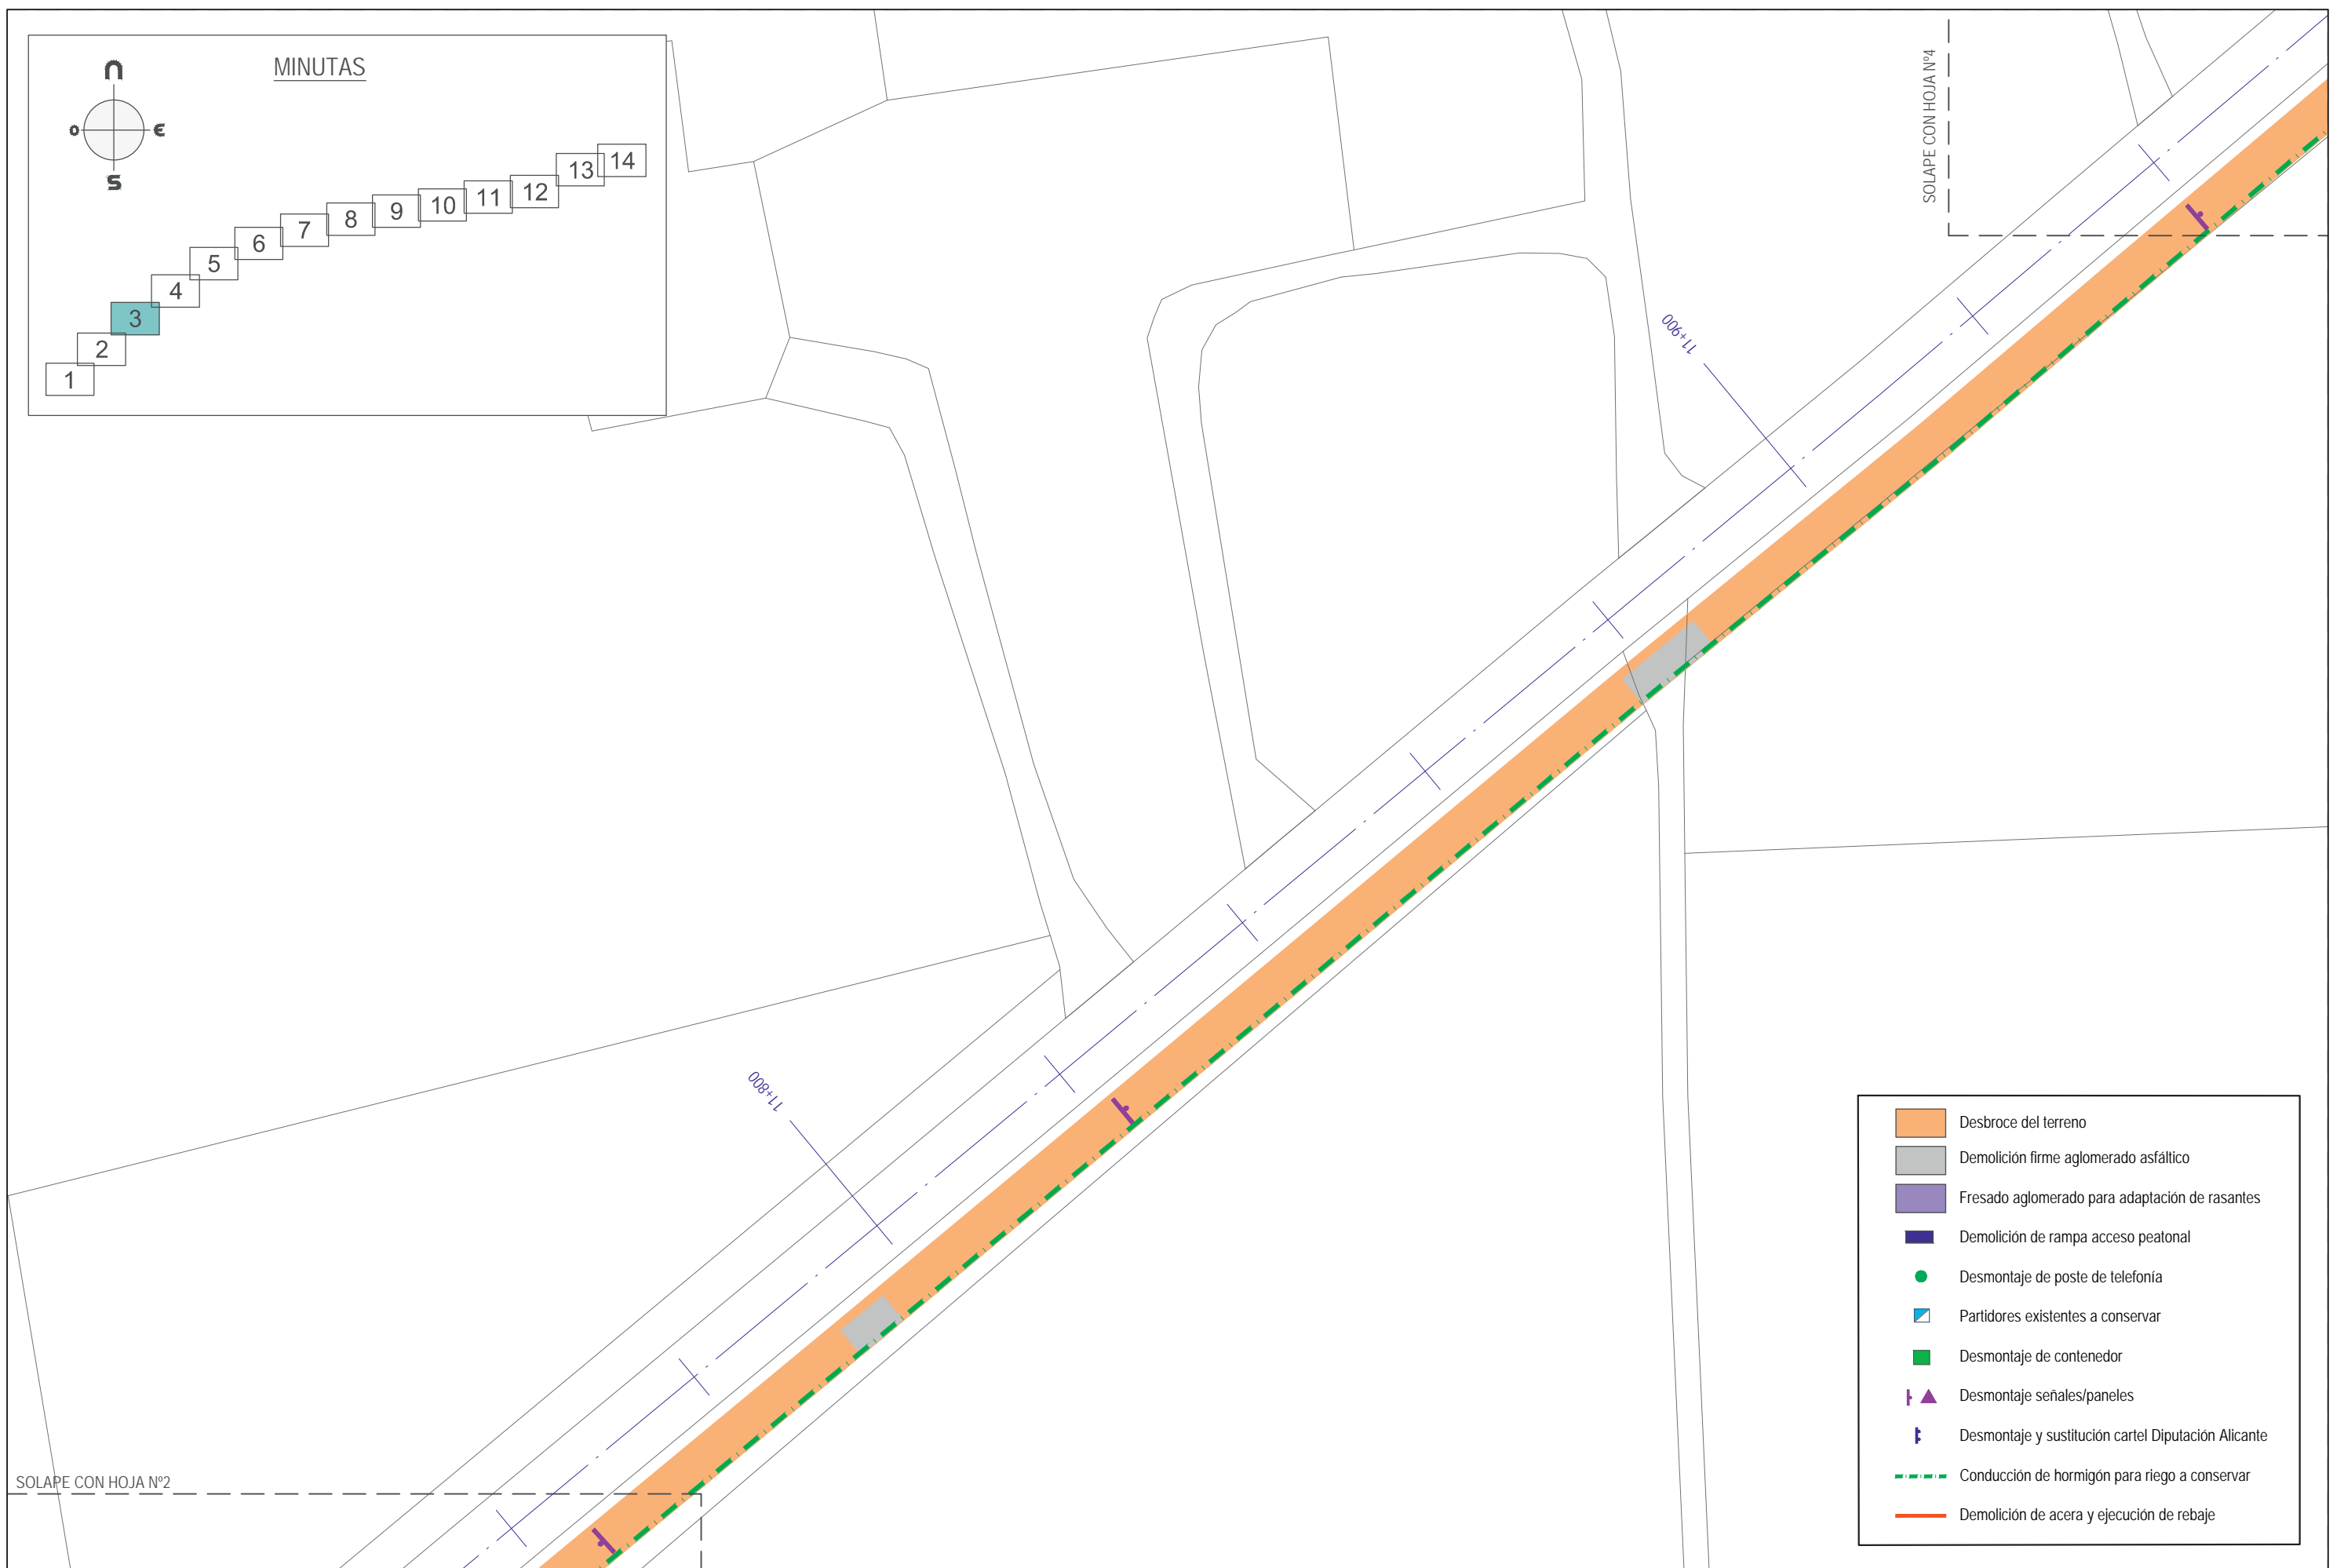 MINUTAS
N
O
E
S
1
2
3
4
5
6
7
8
9
10
11
12
13
14
SOLAPE CON HOJA Nº4
11+900
11+800
SOLAPE CON HOJA Nº2
Desbroce del terreno
Demolición firme aglomerado asfáltico
Fresado aglomerado para adaptación de rasantes
Demolición de rampa acceso peatonal
Desmontaje de poste de telefonía
Partidores existentes a conservar
Desmontaje de contenedor
Desmontaje señales/paneles
Desmontaje y sustitución cartel Diputación Alicante
Conducción de hormigón para riego a conservar
Demolición de acera y ejecución de rebaje